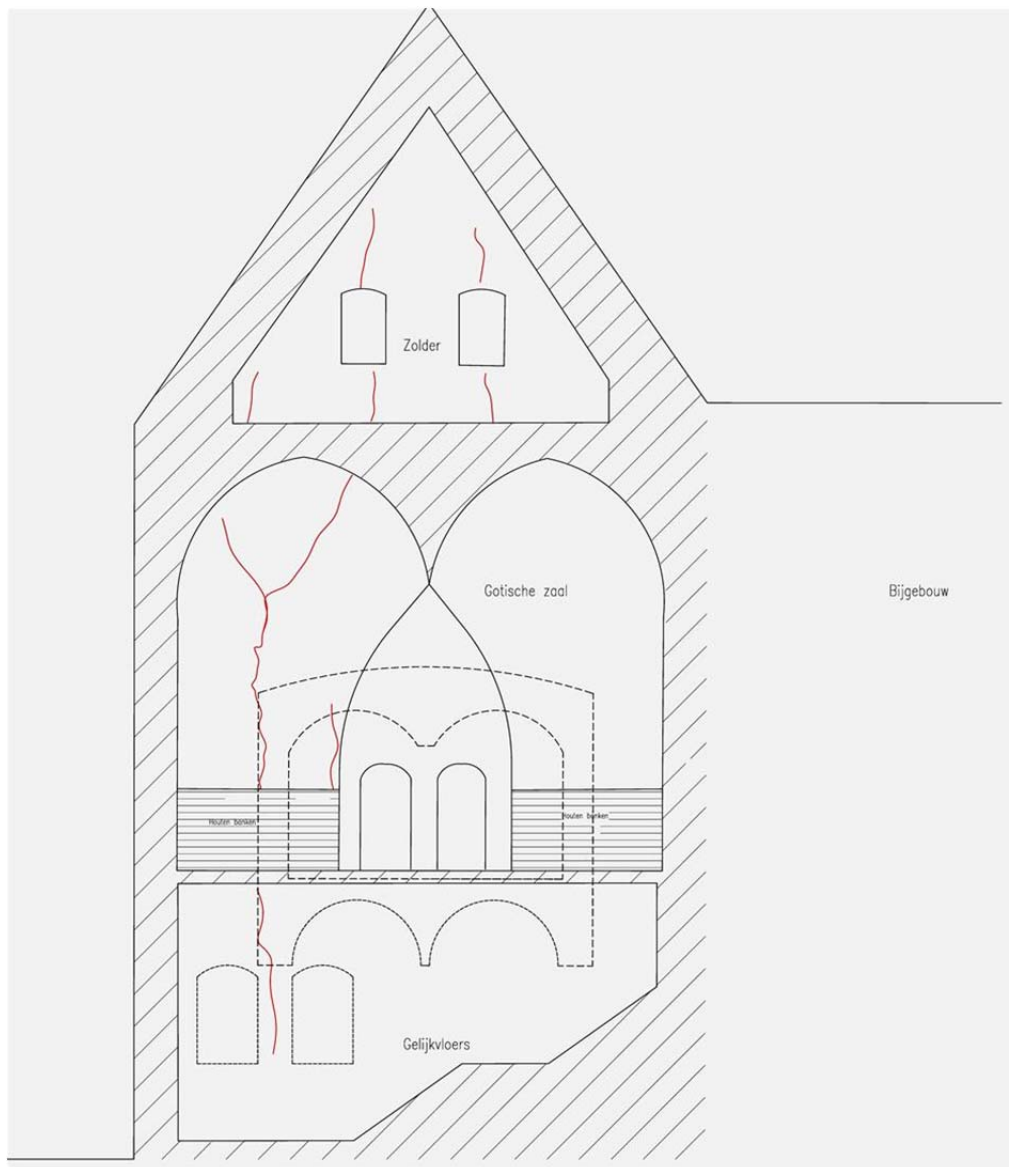 Zolder
Gotische zaal
Bijgebouw
Houten banken
Houten banken
Gelijkvloers